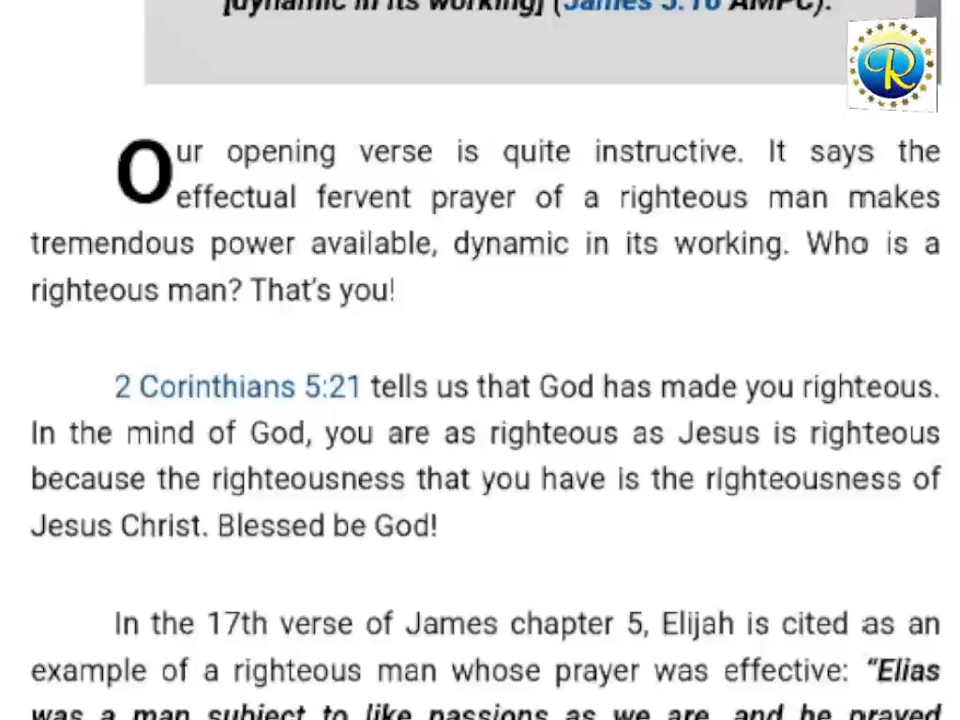 [dynamic in its working] (James 5:16 AMPC).
R
Our opening verse is quite instructive. It says the
effectual fervent prayer of a righteous man makes
tremendous power available, dynamic in its working. Who is a
righteous man? That's you!
2 Corinthians 5:21 tells us that God has made you righteous.
In the mind of God, you are as righteous as Jesus is righteous
because the righteousness that you have is the righteousness of
Jesus Christ. Blessed be God!
In the 17th verse of James chapter 5, Elijah is cited as an
example of a righteous man whose prayer was effective: “Elias
was a man subject to like passions as we are, and he prayed